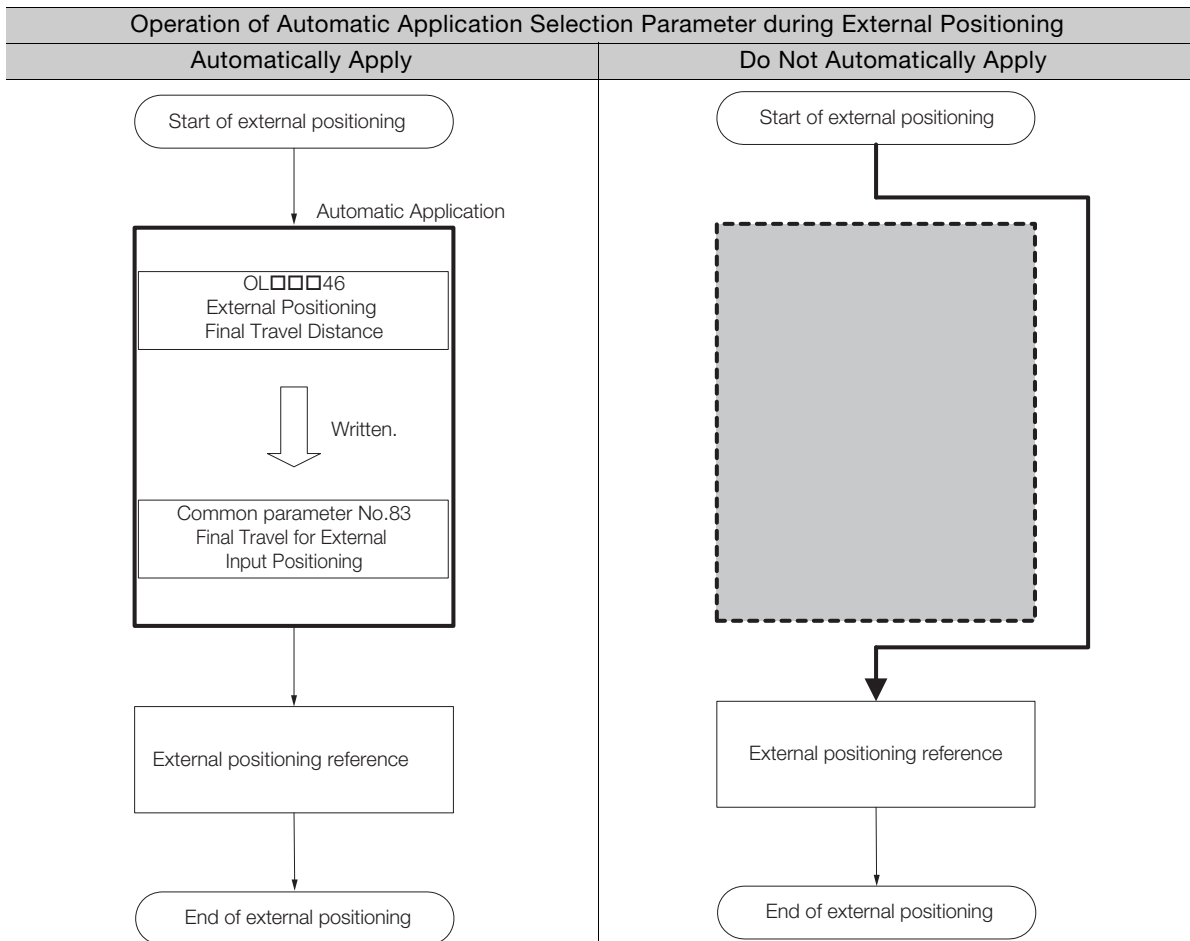 Operation of Automatic Application Selection Parameter during External Positioning
Automatically Apply
Do Not Automatically Apply
Start of external positioning
Automatic Application
OL□□□46
External Positioning
Final Travel Distance
Written.
Common parameter No.83
Final Travel for External
Input Positioning
External positioning reference
End of external positioning
Start of external positioning
External positioning reference
End of external positioning